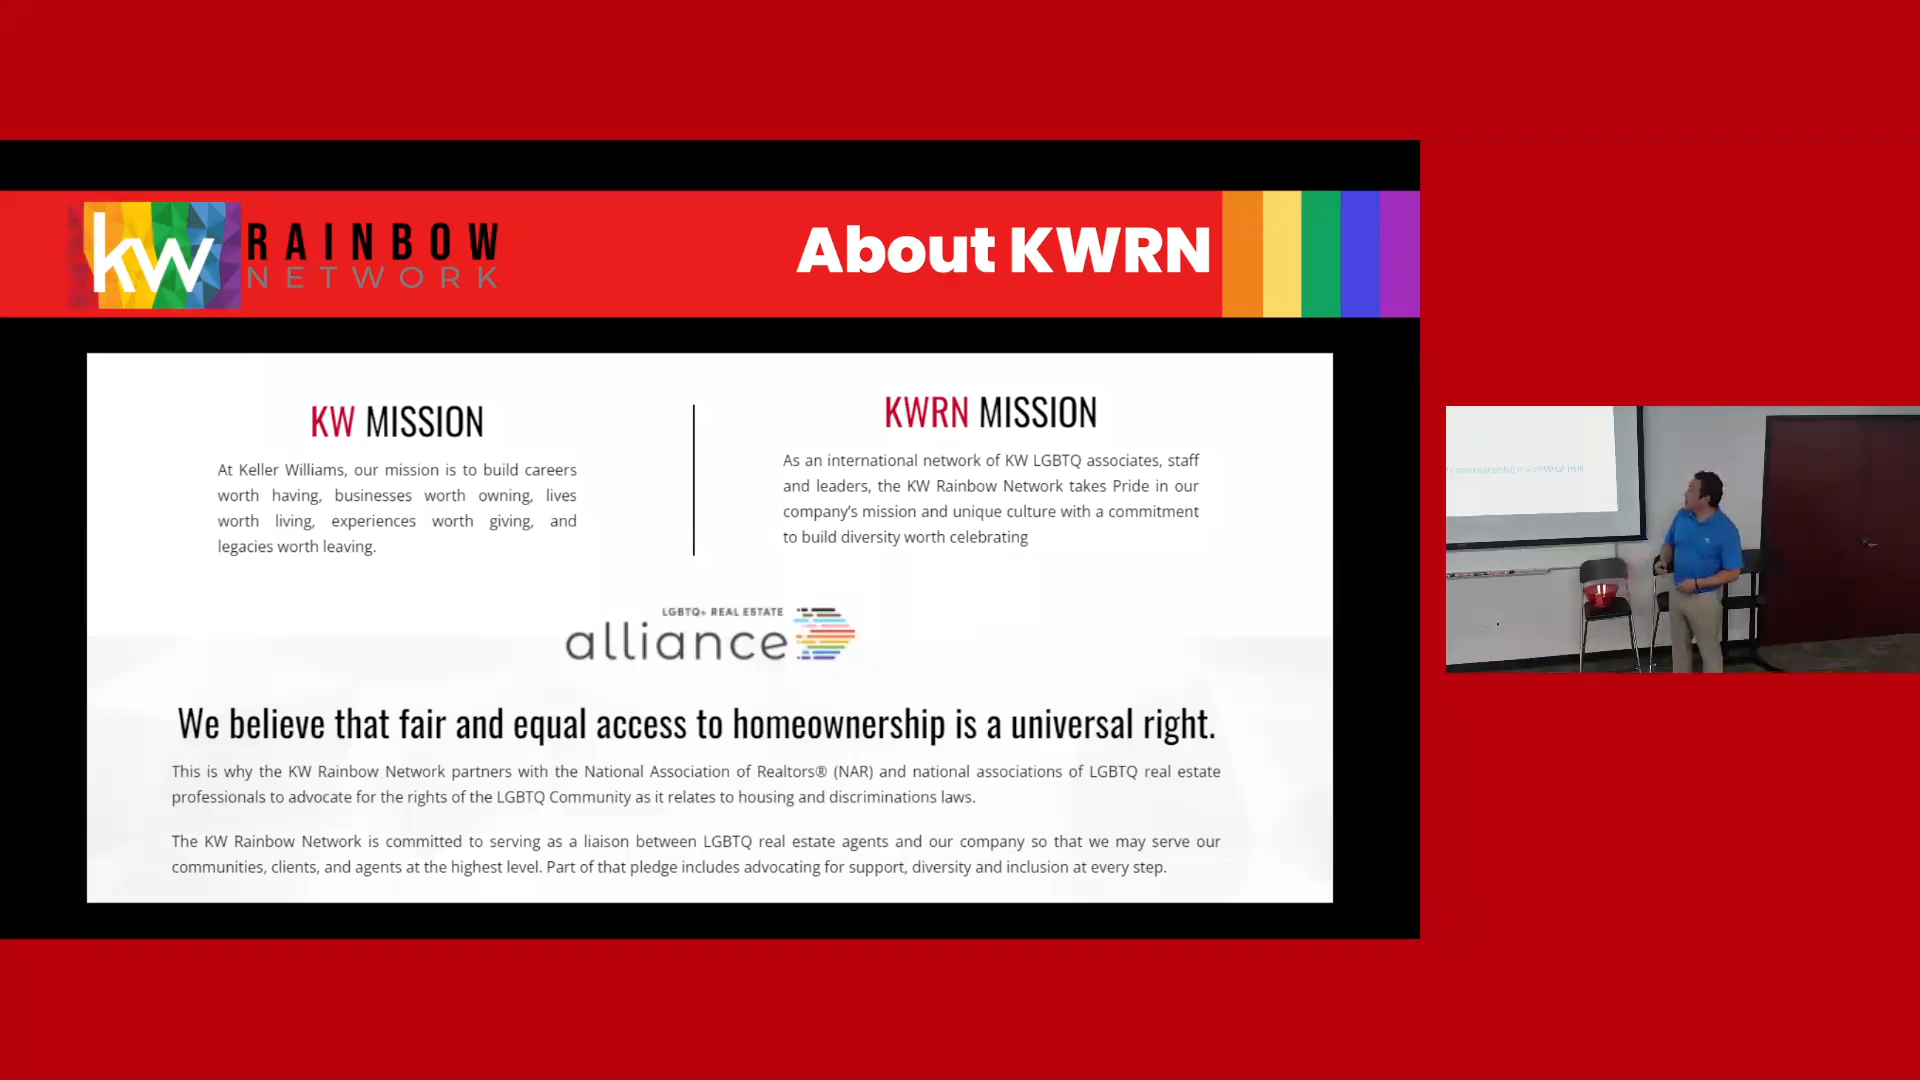 kw RAINBOW
NETWORK
About KWRN
KW MISSION
At Keller Williams, our mission is to build careers
worth having, businesses worth owning, lives
worth living, experiences worth giving, and
legacies worth leaving.
KWRN MISSION
As an international network of KW LGBTQ associates, staff
and leaders, the KW Rainbow Network takes Pride in our
company’s mission and unique culture with a commitment
to build diversity worth celebrating
LGBTQ+ REAL ESTATE
alliance
We believe that fair and equal access to homeownership is a universal right.
This is why the KW Rainbow Network partners with the National Association of Realtors® (NAR) and national associations of LGBTQ real estate
professionals to advocate for the rights of the LGBTQ Community as it relates to housing and discriminations laws.
The KW Rainbow Network is committed to serving as a liaison between LGBTQ real estate agents and our company so that we may serve our
communities, clients, and agents at the highest level. Part of that pledge includes advocating for support, diversity and inclusion at every step.
homeownership is a universal right